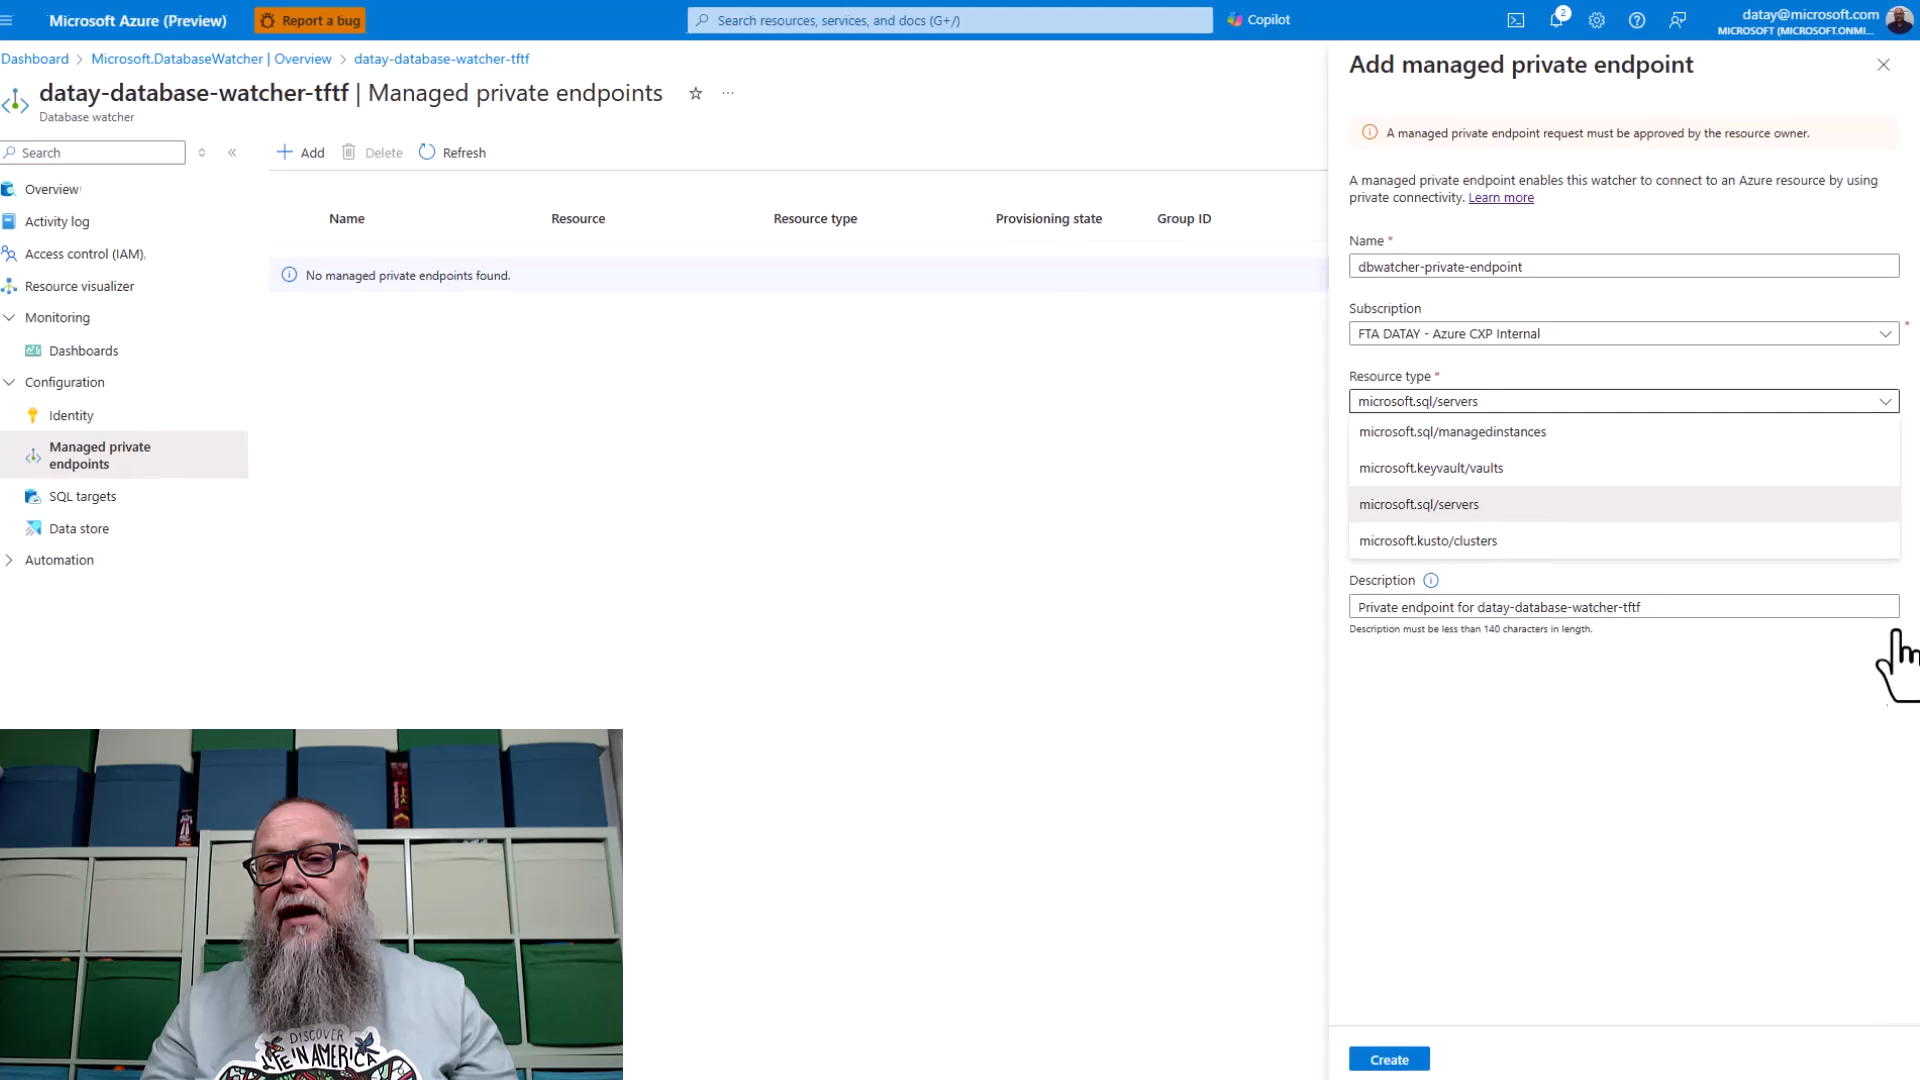 Microsoft Azure (Preview)
Report a bug
Search resources, services, and docs (G+/)
Copilot
2
datay@microsoft.com
MICROSOFT (MICROSOFT.ONMI...
Dashboard > Microsoft.DatabaseWatcher | Overview > datay-database-watcher-tftf
datay-database-watcher-tftf | Managed private endpoints
Database watcher
Search
Add
Delete
Refresh
Overview
Activity log
Access control (IAM)
Resource visualizer
Monitoring
Dashboards
Configuration
Identity
Managed private
endpoints
SQL targets
Data store
Automation
Name
Resource
Resource type
Provisioning state
Group ID
No managed private endpoints found.
Add managed private endpoint
A managed private endpoint request must be approved by the resource owner.
A managed private endpoint enables this watcher to connect to an Azure resource by using
private connectivity. Learn more
Name *
dbwatcher-private-endpoint
Subscription
FTA DATAY - Azure CXP Internal
*
Resource type *
microsoft.sql/servers
microsoft.sql/managedinstances
microsoft.keyvault/vaults
microsoft.sql/servers
microsoft.kusto/clusters
Description
Private endpoint for datay-database-watcher-tftf
Description must be less than 140 characters in length.
Create
DISCOVER
LIFE IN AMERICA